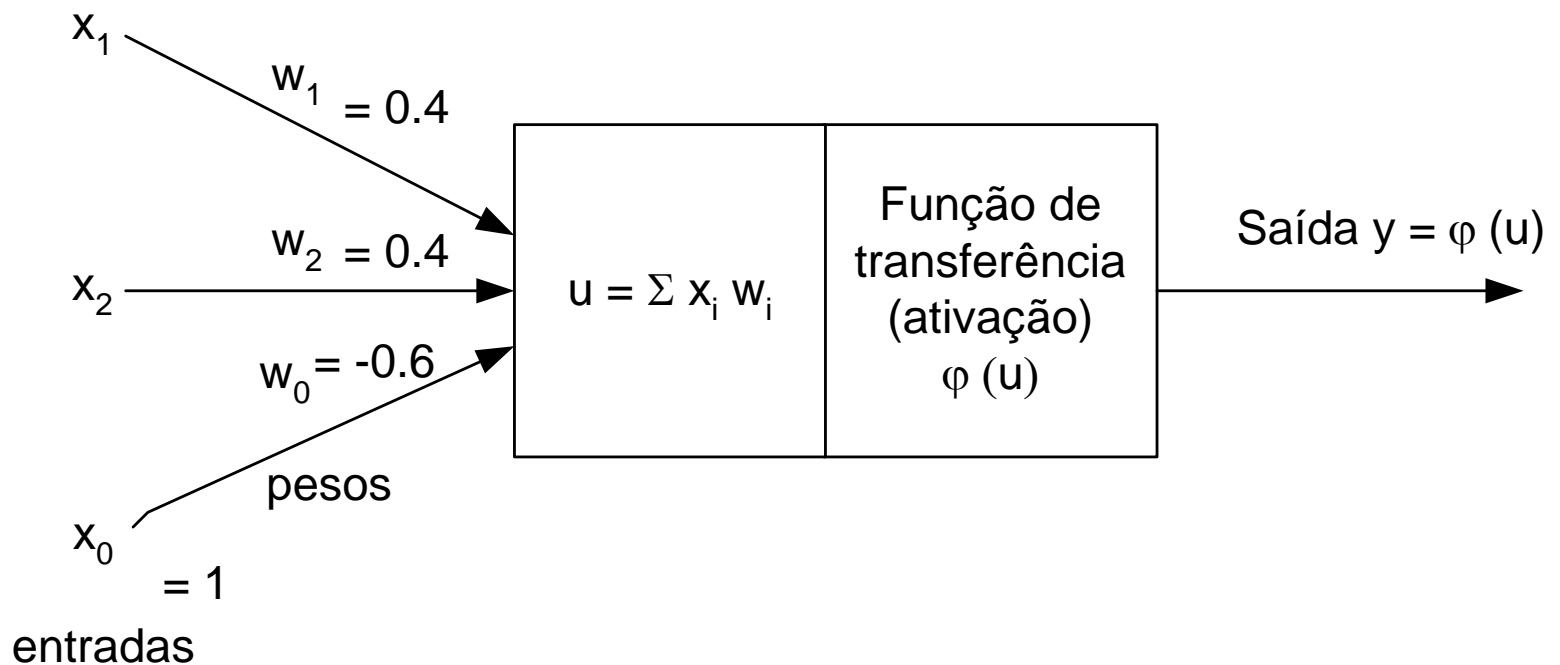 x1
w1 = 0.4
w2 = 0.4
x2
w0 = -0.6
pesos
x0 = 1
entradas
u = Σ xi wi
Função de
transferência
(ativação)
φ (u)
Saída y = φ (u)